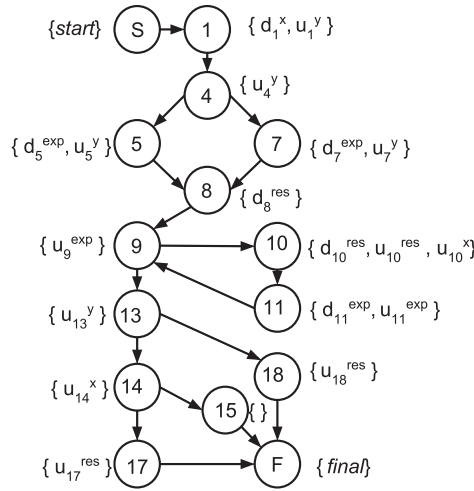 {start} S 1 { d₁ˣ, u₁ʸ }
4 { u₄ʸ }
{ d₅ᵉˣᵖ, u₅ʸ } 5 7 { d₇ᵉˣᵖ, u₇ʸ }
8 { d₈ʳᵉˢ }
{ u₉ᵉˣᵖ } 9 10 { d₁₀ʳᵉˢ, u₁₀ʳᵉˢ , u₁₀ˣ}
11 { d₁₁ᵉˣᵖ, u₁₁ᵉˣᵖ }
{ u₁₃ʸ } 13
18 { u₁₈ʳᵉˢ }
{ u₁₄ˣ } 14
15 { }
{ u₁₇ʳᵉˢ } 17 F {final}